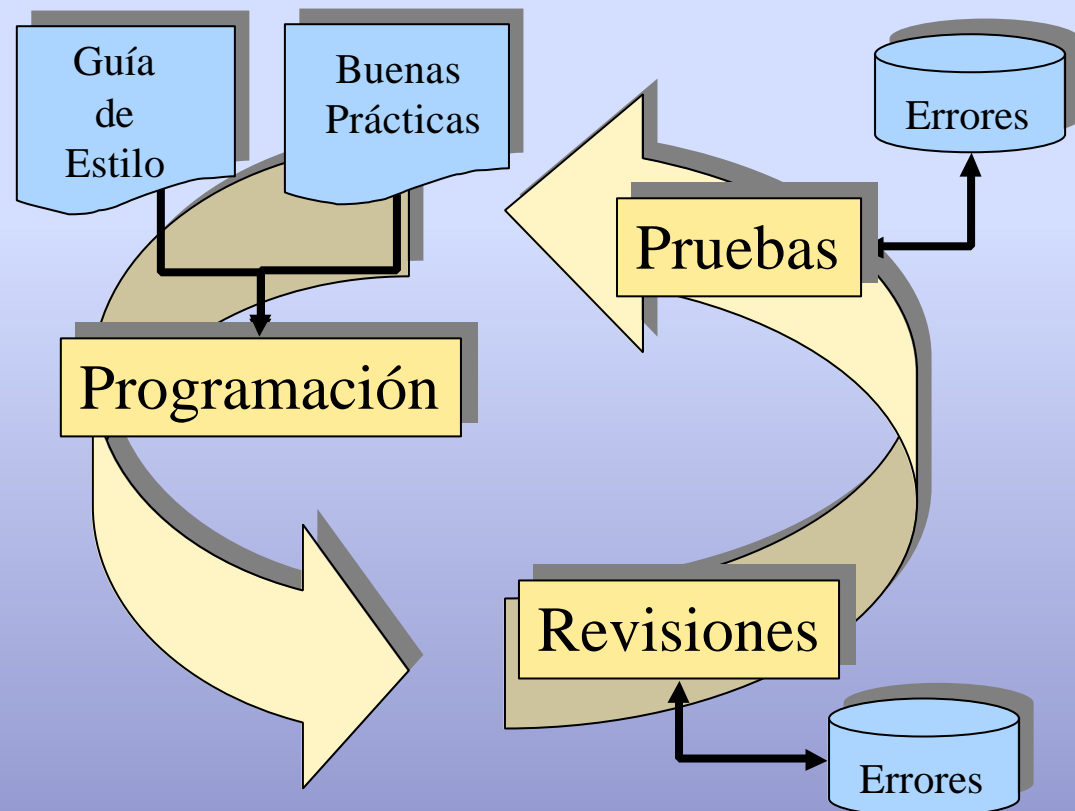 Guía
de
Estilo
Buenas
Prácticas
Errores
Pruebas
Programación
Revisiones
Errores